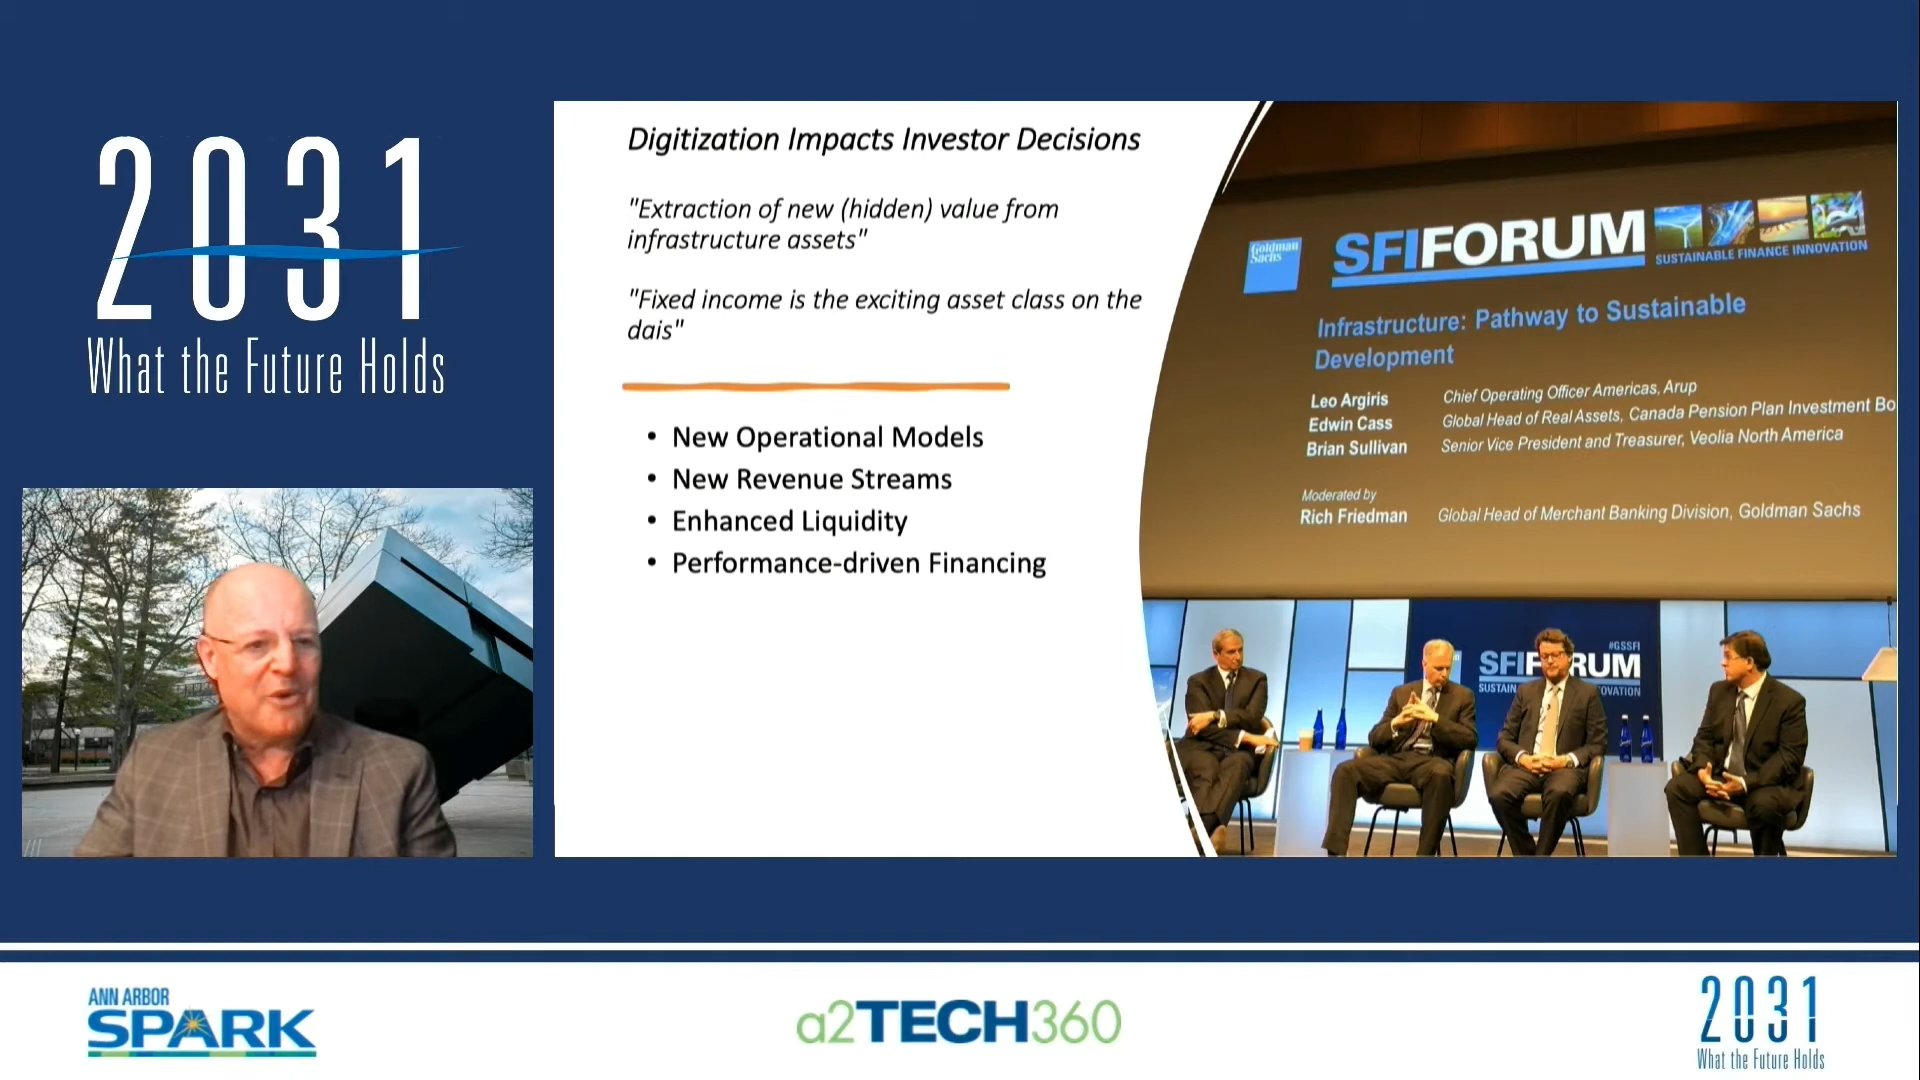 2031
What the Future Holds
Digitization Impacts Investor Decisions
"Extraction of new (hidden) value from
infrastructure assets"
"Fixed income is the exciting asset class on the
dais"
• New Operational Models
• New Revenue Streams
• Enhanced Liquidity
• Performance-driven Financing
Goldman
Sachs
SFIFORUM
SUSTAINABLE FINANCE INNOVATION
Infrastructure: Pathway to Sustainable
Development
Leo Argiris Chief Operating Officer Americas, Arup
Edwin Cass Global Head of Real Assets, Canada Pension Plan Investment Bo
Brian Sullivan Senior Vice President and Treasurer, Veolia North America
Moderated by
Rich Friedman Global Head of Merchant Banking Division, Goldman Sachs
#GSSFI
SFIF RUM
SUSTAIN OVATION
ANN ARBOR
SPARK
a2TECH360
2031
What the Future Holds